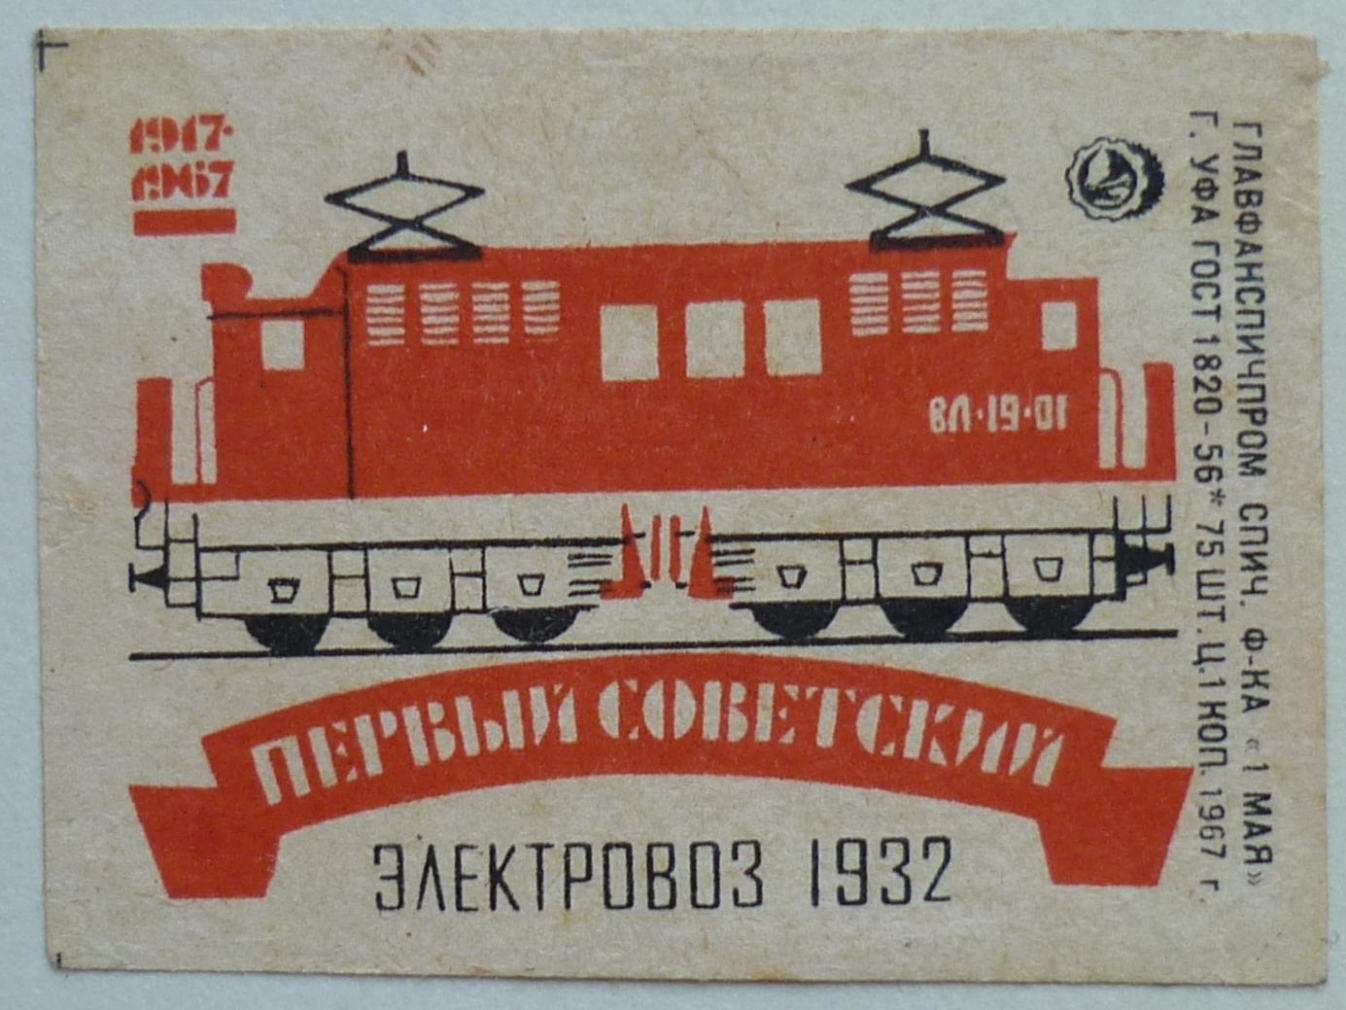 1917-
1967
ВЛ·19·01
ПЕРВЫЙ СОВЕТСКИЙ
ЭЛЕКТРОВОЗ 1932
ГЛАВФАНСПИЧПРОМ СПИЧ. Ф-КА «1 МАЯ»
Г. УФА ГОСТ 1820-56* 75 ШТ. Ц. 1 КОП. 1967 г.